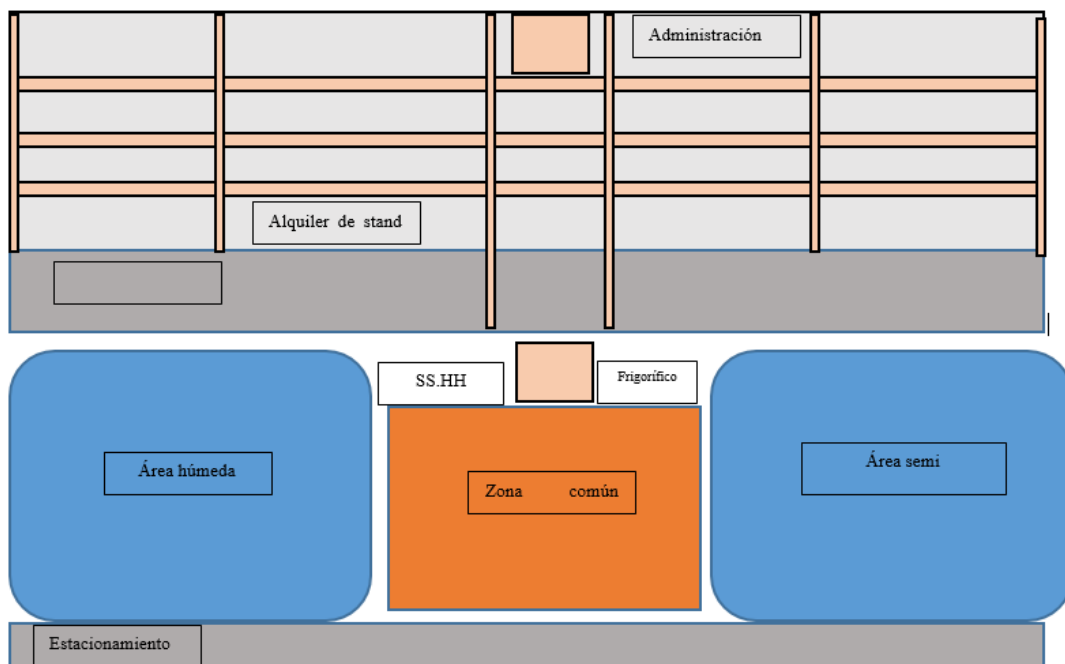 Administración
Alquiler de stand
SS.HH
Frigorífico
Área húmeda
Área semi
Zona común
Estacionamiento